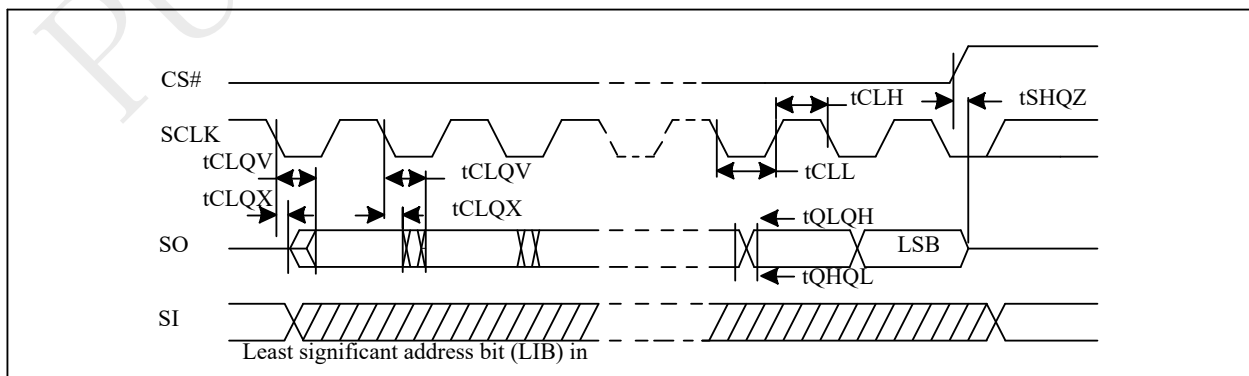 CS#
tCLH
tSHQZ
SCLK
tCLQV
tCLQV
tCLL
tCLQX
tCLQX
tQLQH
SO
LSB
tQHQL
SI
Least significant address bit (LIB) in